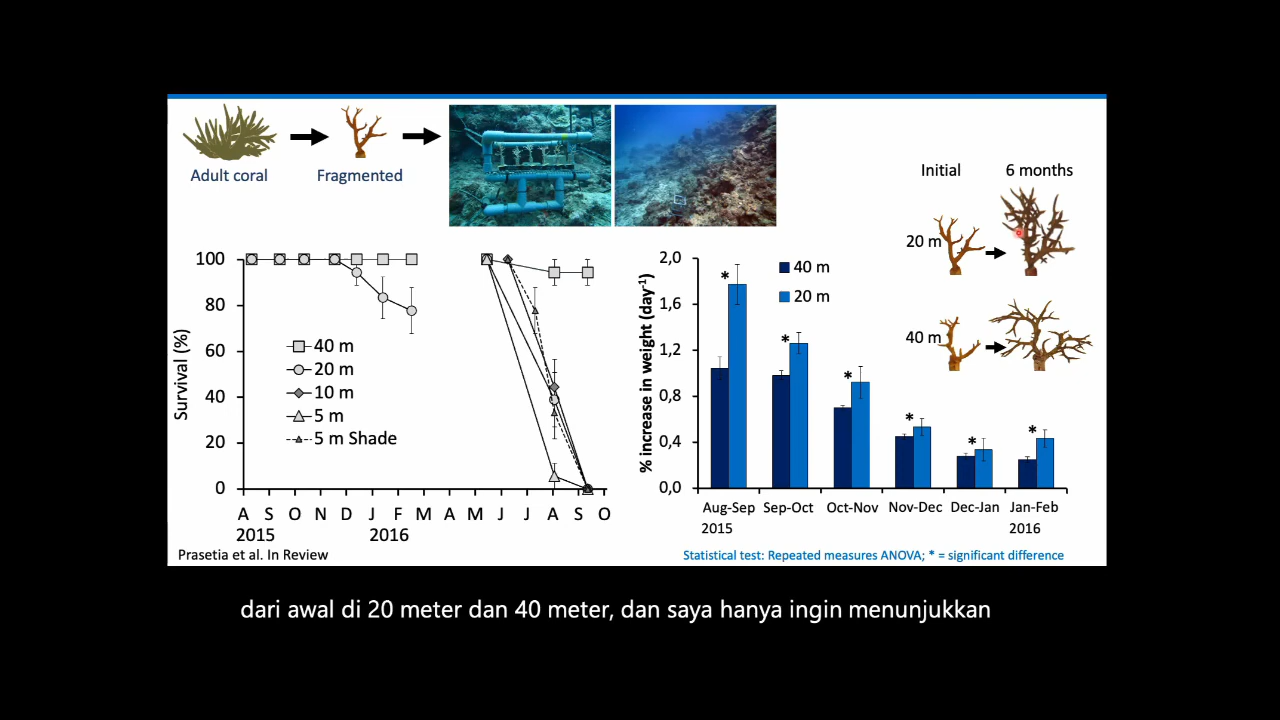 Adult coral
Fragmented
Initial
6 months
20 m
40 m
100
80
60
40
20
0
Survival (%)
40 m
20 m
10 m
5 m
5 m Shade
A S O N D J F M A M J J A S O
2015
2016
Prasetia et al. In Review
2,0
1,6
1,2
0,8
0,4
0,0
% increase in weight (day⁻¹)
40 m
20 m
*
*
*
*
*
*
Aug-Sep Sep-Oct Oct-Nov Nov-Dec Dec-Jan Jan-Feb
2015
2016
Statistical test: Repeated measures ANOVA; * = significant difference
dari awal di 20 meter dan 40 meter, dan saya hanya ingin menunjukkan